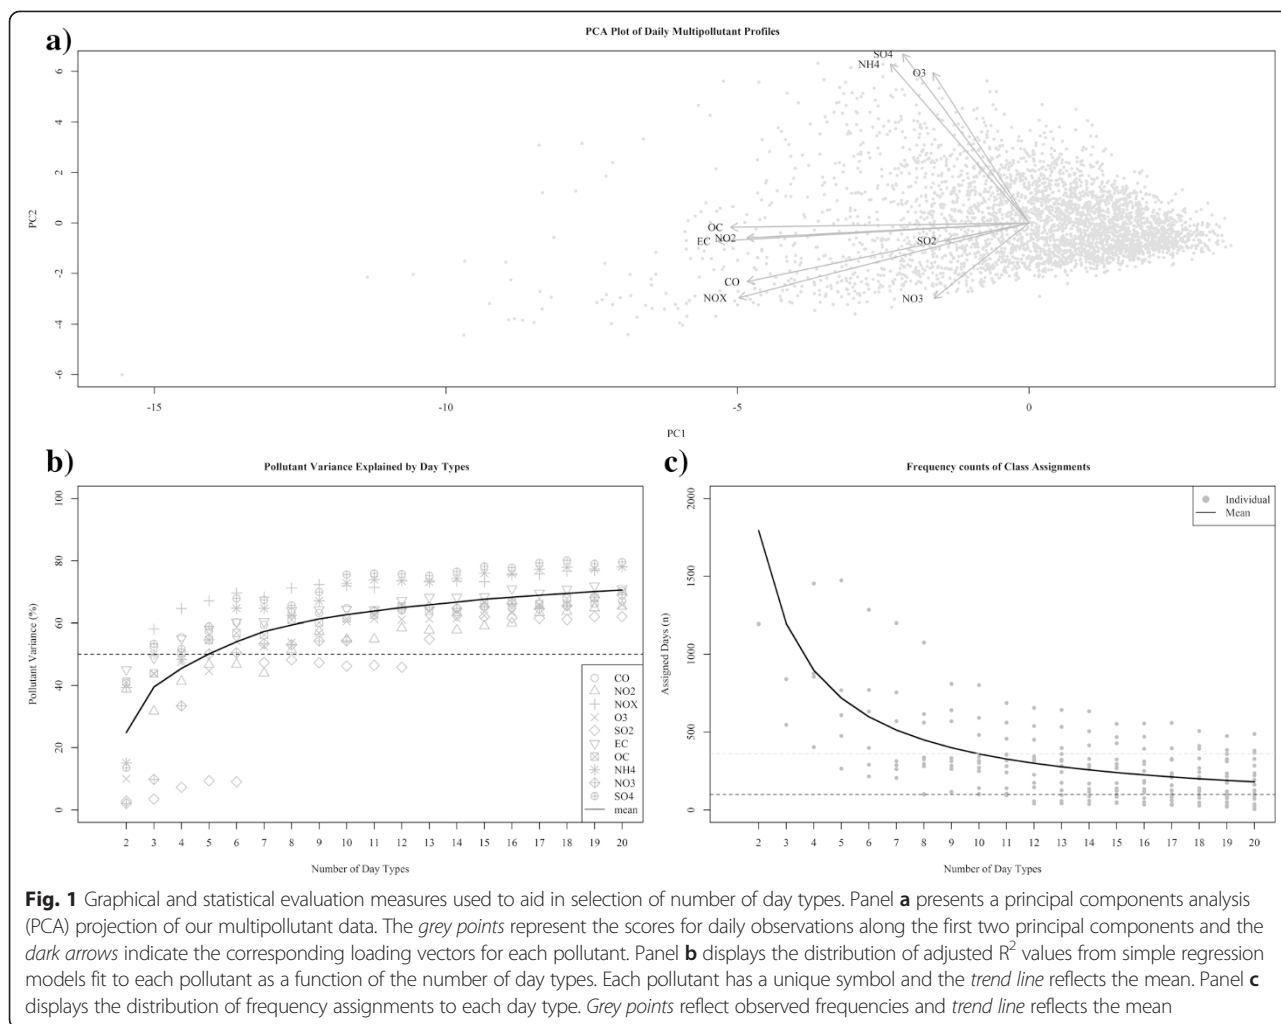 a)
PCA Plot of Daily Multipollutant Profiles
SO4
NH4
O3
OC
NO2
EC
SO2
CO
NOX
NO3
PC2
6
4
2
0
-2
-4
-6
-15 -10 -5 0
PC1
b)
Pollutant Variance Explained by Day Types
Pollutant Variance (%)
100
80
60
40
20
0
CO
NO2
NOX
O3
SO2
EC
OC
NH4
NO3
SO4
mean
2 3 4 5 6 7 8 9 10 11 12 13 14 15 16 17 18 19 20
Number of Day Types
c)
Frequency counts of Class Assignments
Assigned Days (n)
2000
1500
1000
500
0
Individual
Mean
2 3 4 5 6 7 8 9 10 11 12 13 14 15 16 17 18 19 20
Number of Day Types
Fig. 1 Graphical and statistical evaluation measures used to aid in selection of number of day types. Panel a presents a principal components analysis
(PCA) projection of our multipollutant data. The grey points represent the scores for daily observations along the first two principal components and the
dark arrows indicate the corresponding loading vectors for each pollutant. Panel b displays the distribution of adjusted R² values from simple regression
models fit to each pollutant as a function of the number of day types. Each pollutant has a unique symbol and the trend line reflects the mean. Panel c
displays the distribution of frequency assignments to each day type. Grey points reflect observed frequencies and trend line reflects the mean